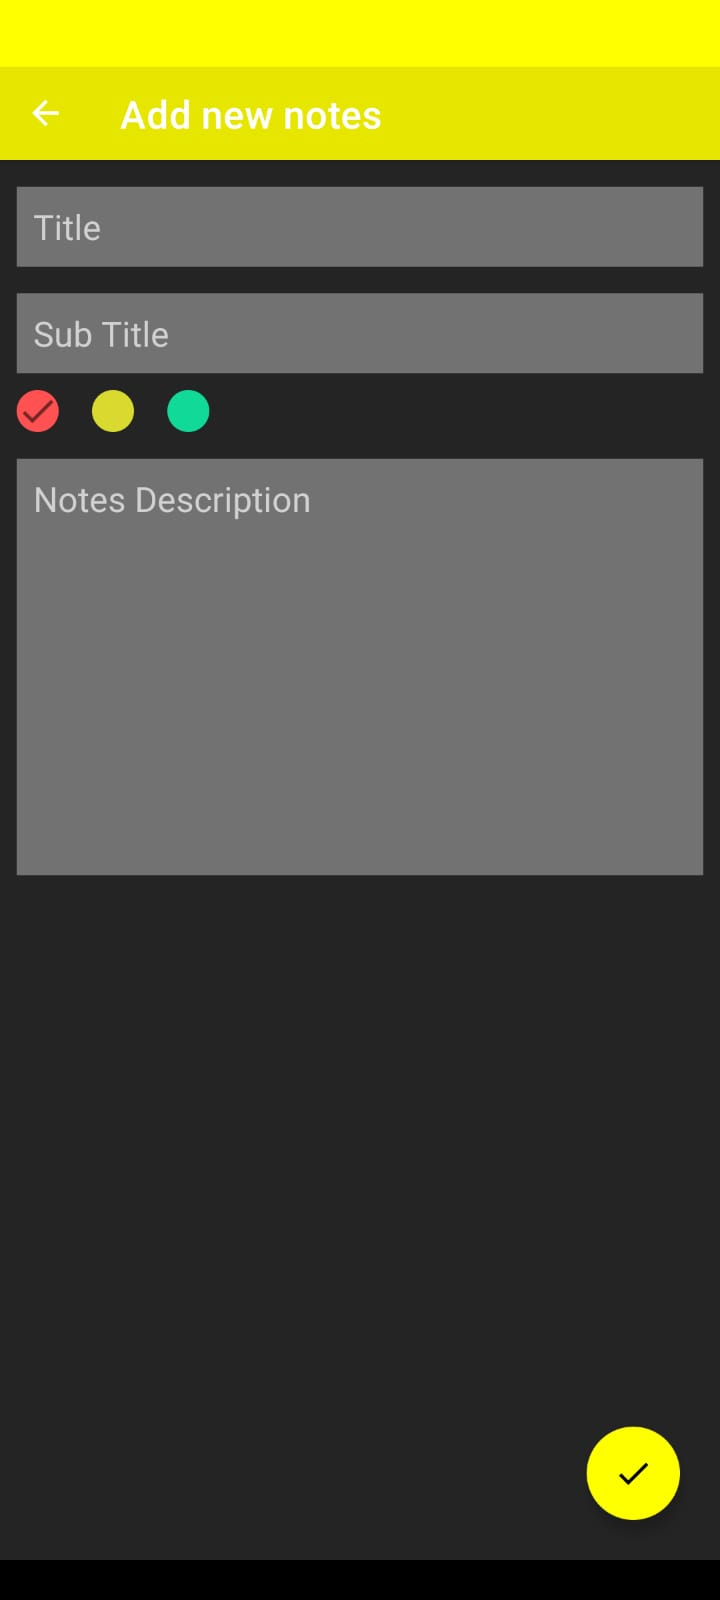 Add new notes
Title
Sub Title
Notes Description